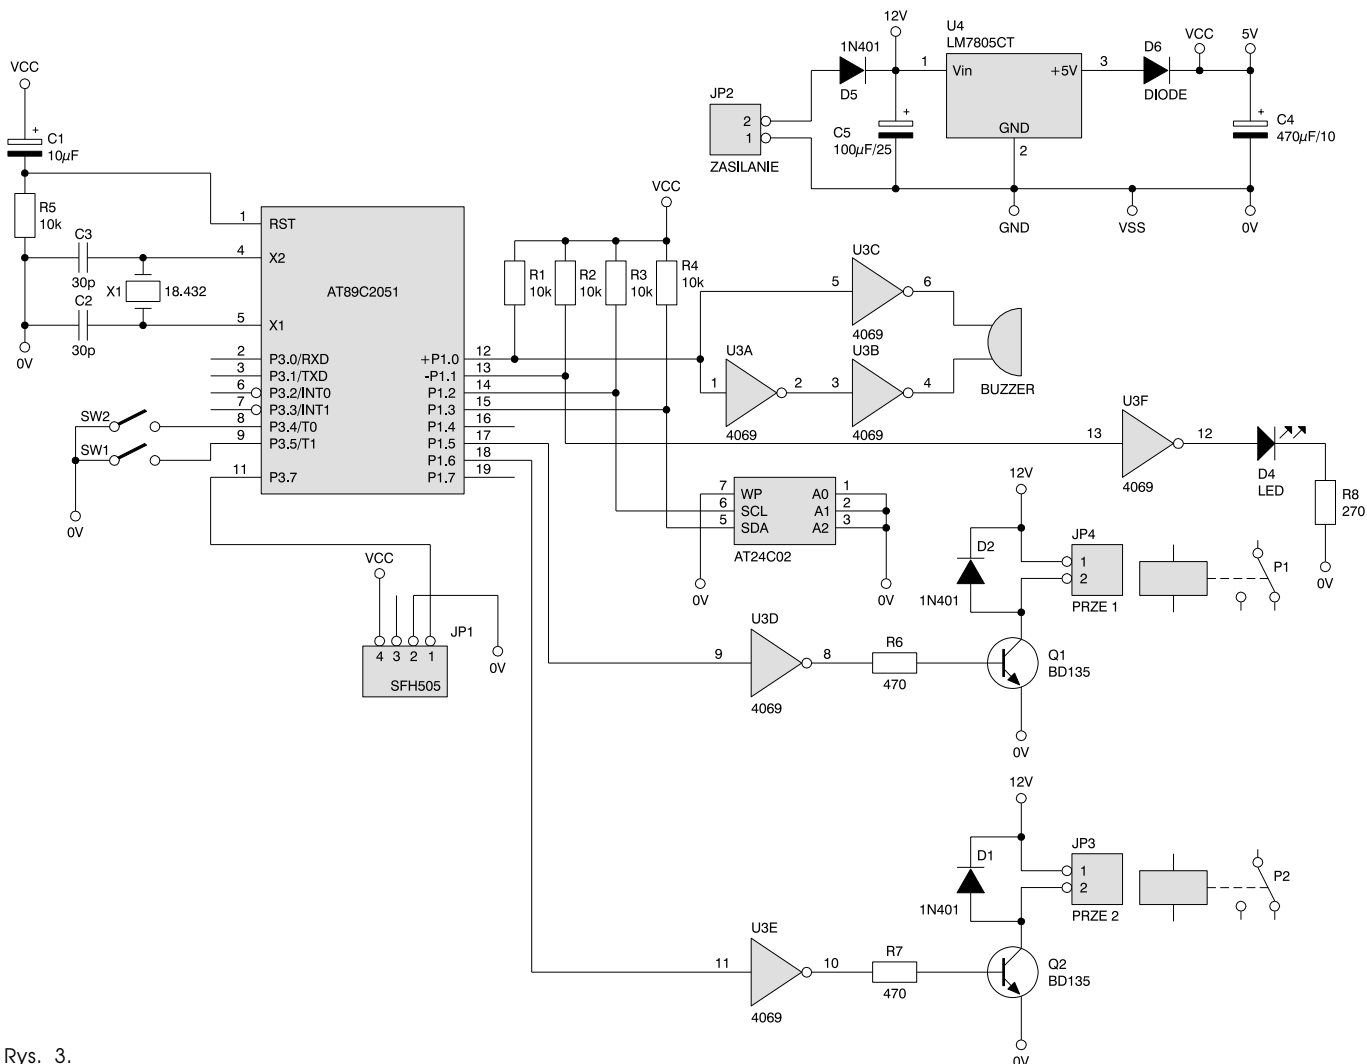 12V
U4
LM7805CT
1N401
D5
1
Vin
+5V
3
GND
2
D6
DIODE
VCC
5V
JP2
2
1
ZASILANIE
+
C5
100µF/25
+
C4
470µF/10
GND
VSS
0V
VCC
+
C1
10µF
R5
10k
C3
30p
X1
18.432
C2
30p
0V
1
RST
4
X2
AT89C2051
5
X1
2
P3.0/RXD
3
P3.1/TXD
6
P3.2/INT0
7
P3.3/INT1
8
P3.4/T0
9
P3.5/T1
11
P3.7
+P1.0
12
-P1.1
13
P1.2
14
P1.3
15
P1.4
16
P1.5
17
P1.6
18
P1.7
19
SW2
SW1
0V
VCC
R1
10k
R2
10k
R3
10k
R4
10k
U3C
5
6
4069
U3A
1
2
4069
U3B
3
4
4069
BUZZER
U3F
13
12
4069
D4
LED
R8
270
0V
7
WP
A0
1
6
SCL
A1
2
5
SDA
A2
3
AT24C02
0V
0V
VCC
JP1
4
3
2
1
SFH505
0V
12V
D2
1N401
JP4
1
2
PRZE 1
P1
U3D
9
8
4069
R6
470
Q1
BD135
0V
12V
D1
1N401
JP3
1
2
PRZE 2
P2
U3E
11
10
4069
R7
470
Q2
BD135
0V
Rys. 3.